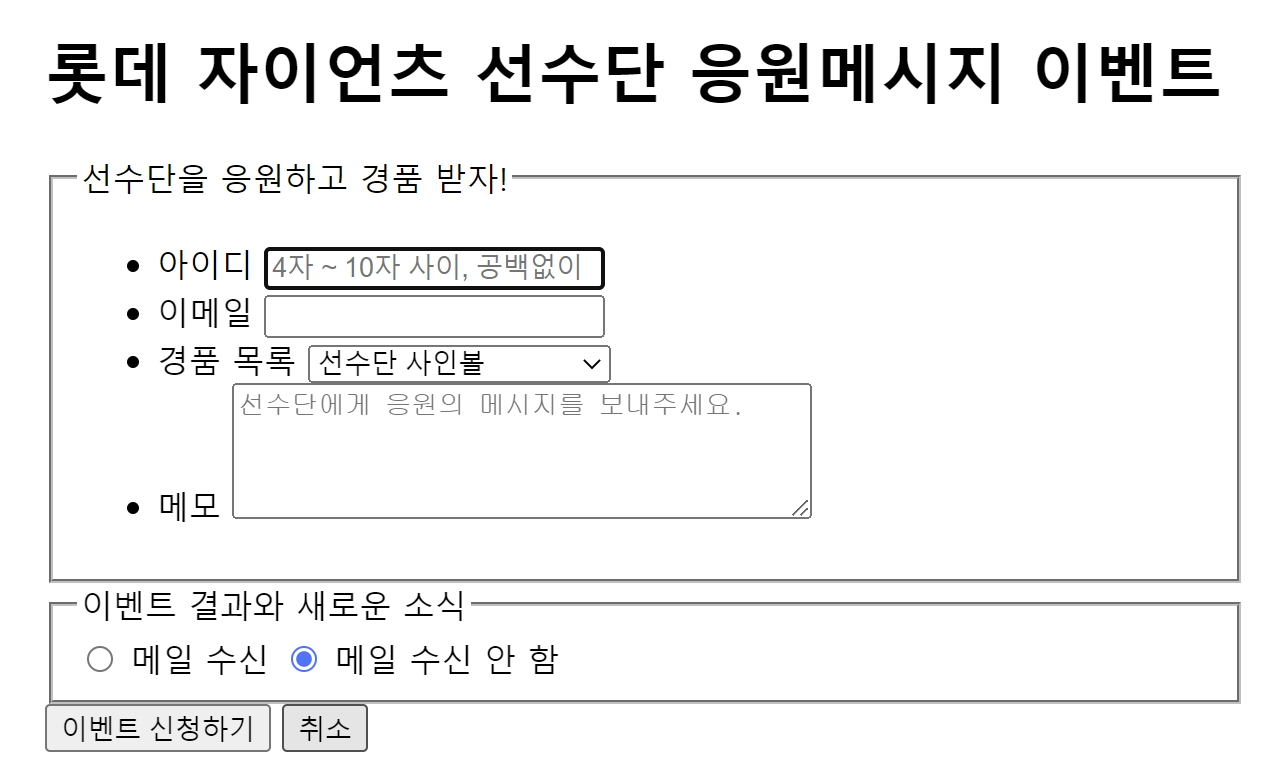 롯데 자이언츠 선수단 응원메시지 이벤트
선수단을 응원하고 경품 받자!
아이디 4자 ~ 10자 사이, 공백없이
이메일
경품 목록 선수단 사인볼
선수단에게 응원의 메시지를 보내주세요.
메모
이벤트 결과와 새로운 소식
메일 수신 메일 수신 안 함
이벤트 신청하기 취소